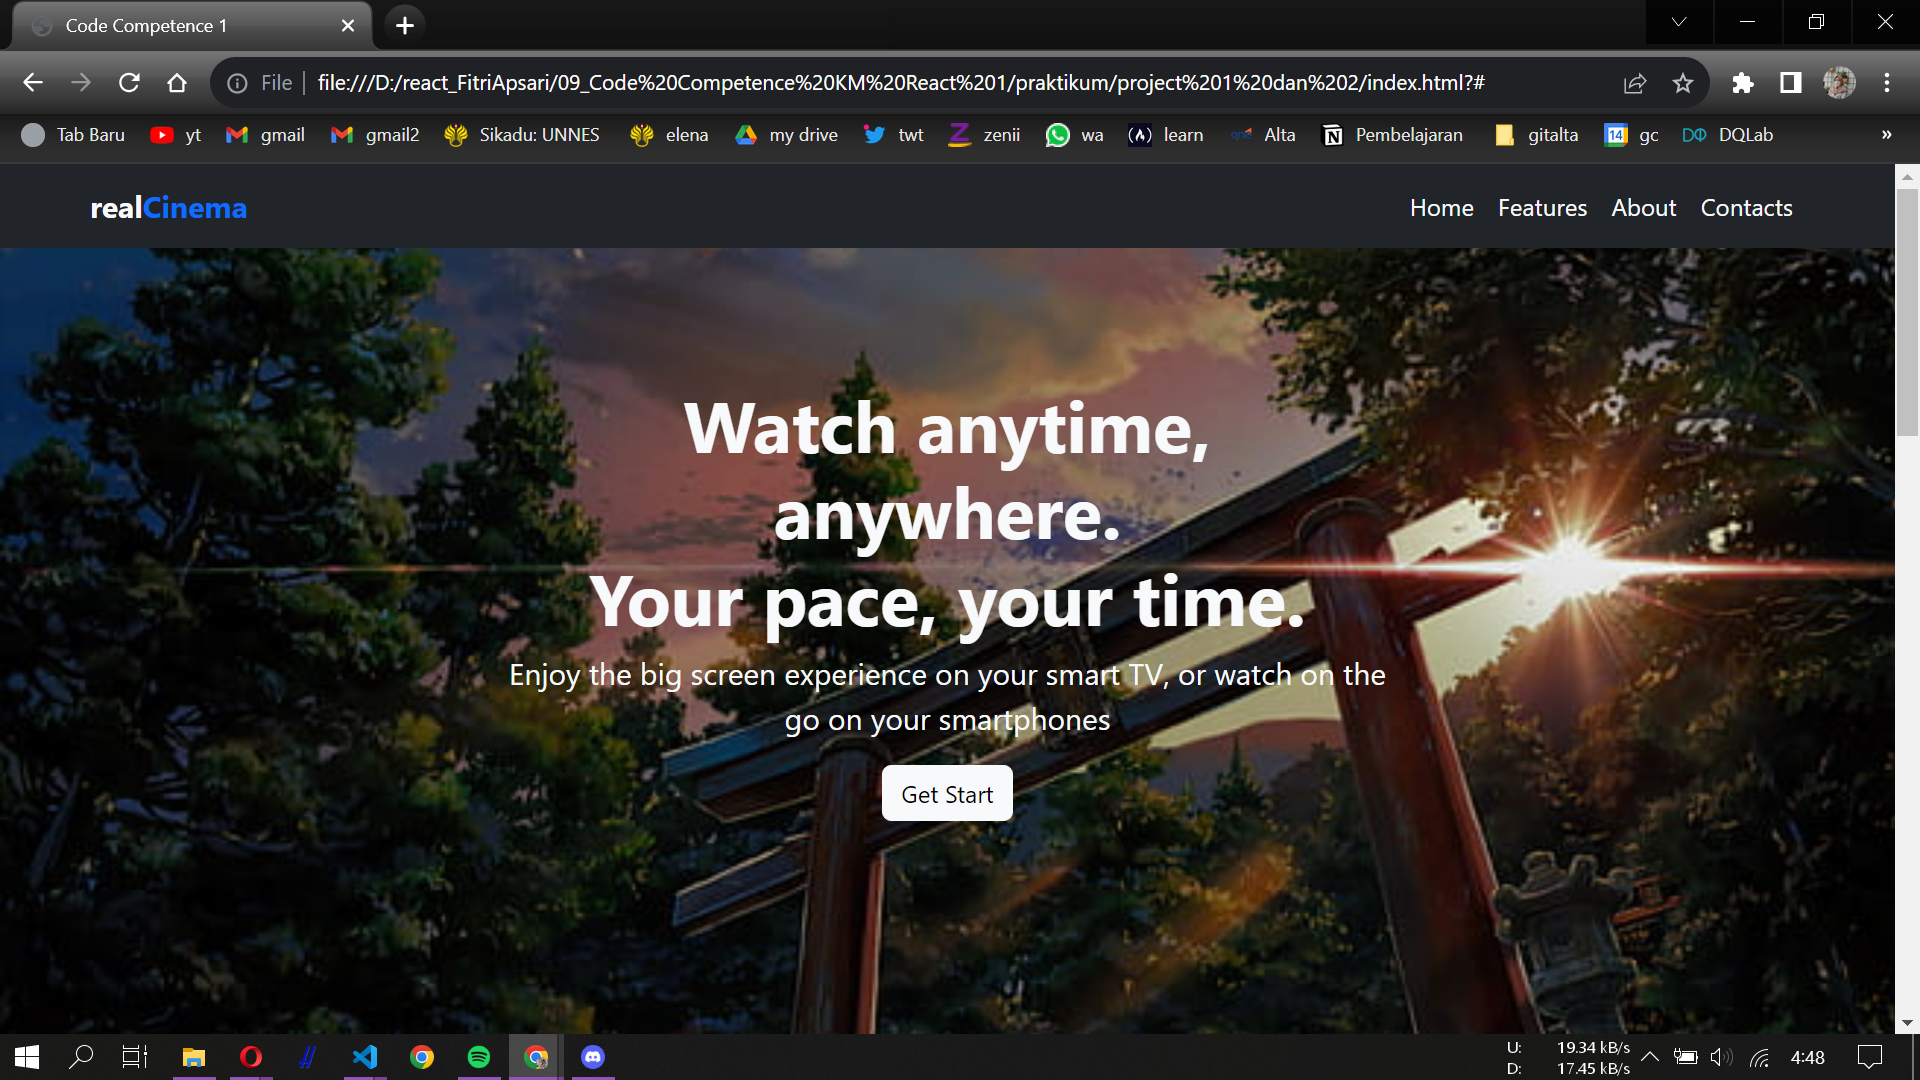 Code Competence 1
File
file:///D:/react_FitriApsari/09_Code%20Competence%20KM%20React%201/praktikum/project%201%20dan%202/index.html?#
Tab Baru yt gmail gmail2 Sikadu: UNNES elena my drive twt zenii wa learn Alta Pembelajaran gitalta 14 gc DQLab »
realCinema Home Features About Contacts
Watch anytime,
anywhere.
Your pace, your time.
Enjoy the big screen experience on your smart TV, or watch on the
go on your smartphones
Get Start
U: 19.34 kB/s
D: 17.45 kB/s
4:48